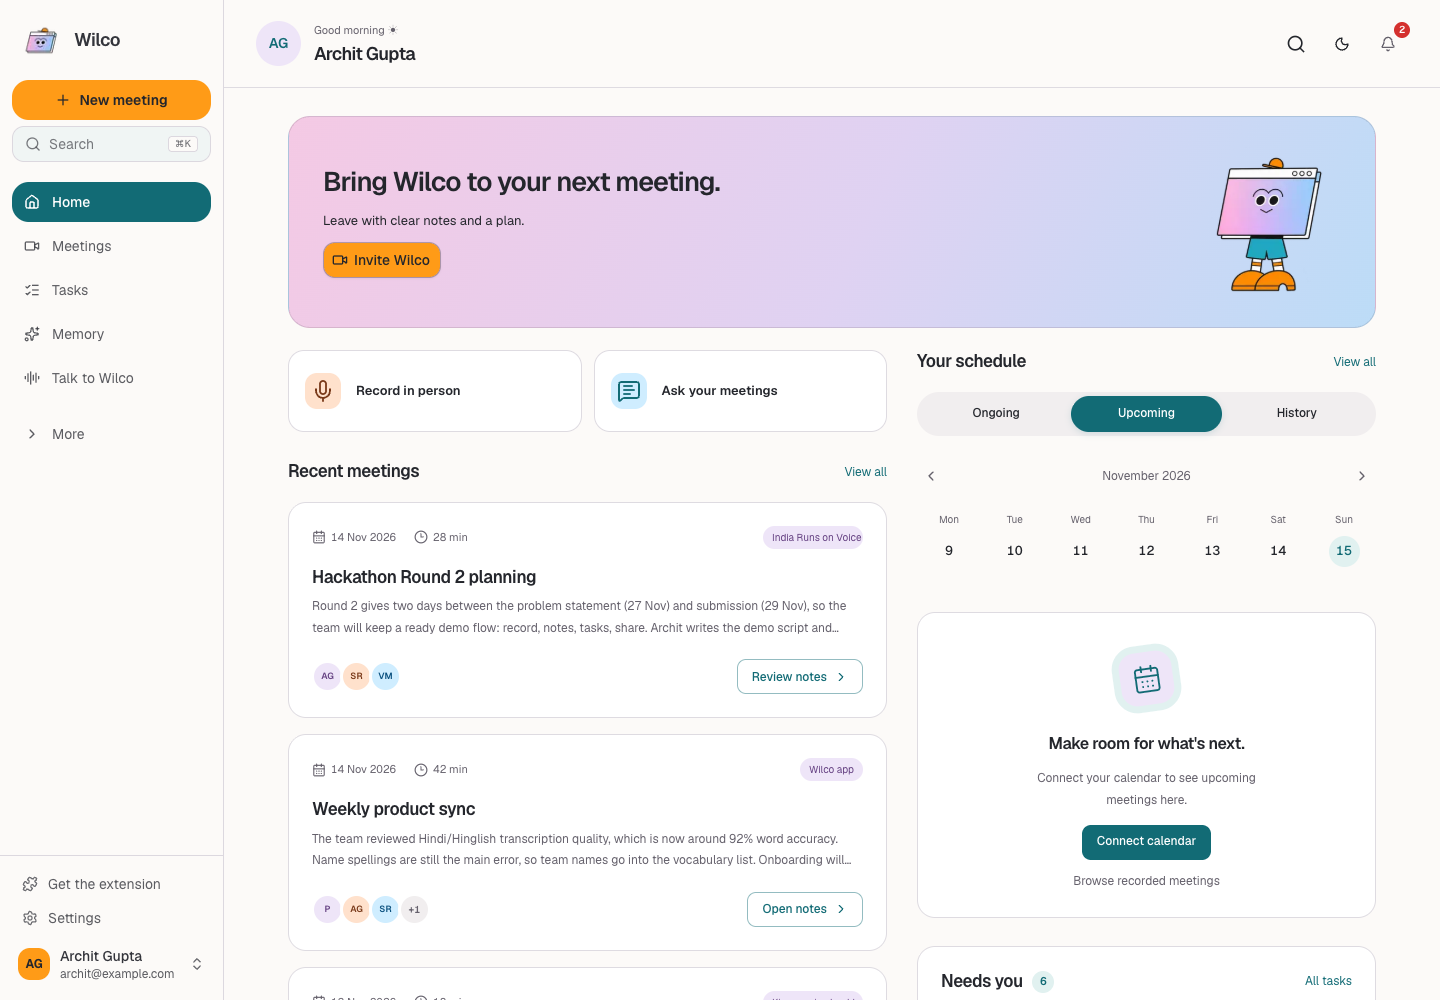 Wilco
New meeting
Search
⌘K
Home
Meetings
Tasks
Memory
Talk to Wilco
More
Get the extension
Settings
AG
Archit Gupta
archit@example.com
AG
Good morning
Archit Gupta
2
Bring Wilco to your next meeting.
Leave with clear notes and a plan.
Invite Wilco
Record in person
Ask your meetings
Recent meetings
View all
14 Nov 2026
28 min
India Runs on Voice
Hackathon Round 2 planning
Round 2 gives two days between the problem statement (27 Nov) and submission (29 Nov), so the
team will keep a ready demo flow: record, notes, tasks, share. Archit writes the demo script and…
AG
SR
VM
Review notes
14 Nov 2026
42 min
Wilco app
Weekly product sync
The team reviewed Hindi/Hinglish transcription quality, which is now around 92% word accuracy.
Name spellings are still the main error, so team names go into the vocabulary list. Onboarding will…
P
AG
SR
+1
Open notes
Your schedule
View all
Ongoing
Upcoming
History
November 2026
Mon
Tue
Wed
Thu
Fri
Sat
Sun
9
10
11
12
13
14
15
Make room for what's next.
Connect your calendar to see upcoming
meetings here.
Connect calendar
Browse recorded meetings
Needs you
6
All tasks